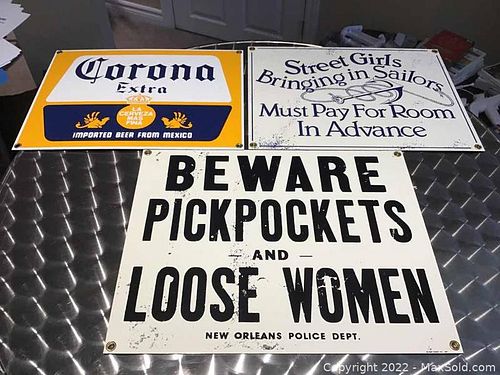 Corona
Extra
LA
CERVEZA
MAS
FINA
IMPORTED BEER FROM MEXICO
Street Girls
Bringing in Sailors
Must Pay For Room
In Advance
BEWARE
PICKPOCKETS
— AND —
LOOSE WOMEN
NEW ORLEANS POLICE DEPT.
Copyright 2022 - MaxSold.com